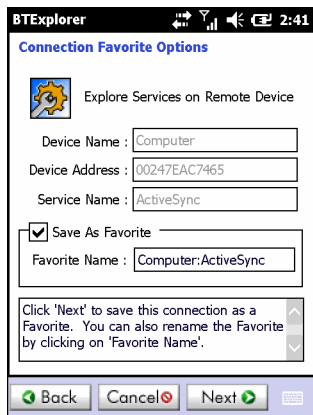 BTExplorer 2:41
Connection Favorite Options
Explore Services on Remote Device
Device Name : Computer
Device Address : 00247EAC7465
Service Name : ActiveSync
Save As Favorite
Favorite Name : Computer:ActiveSync
Click 'Next' to save this connection as a
Favorite. You can also rename the Favorite
by clicking on 'Favorite Name'.
Back Cancel Next